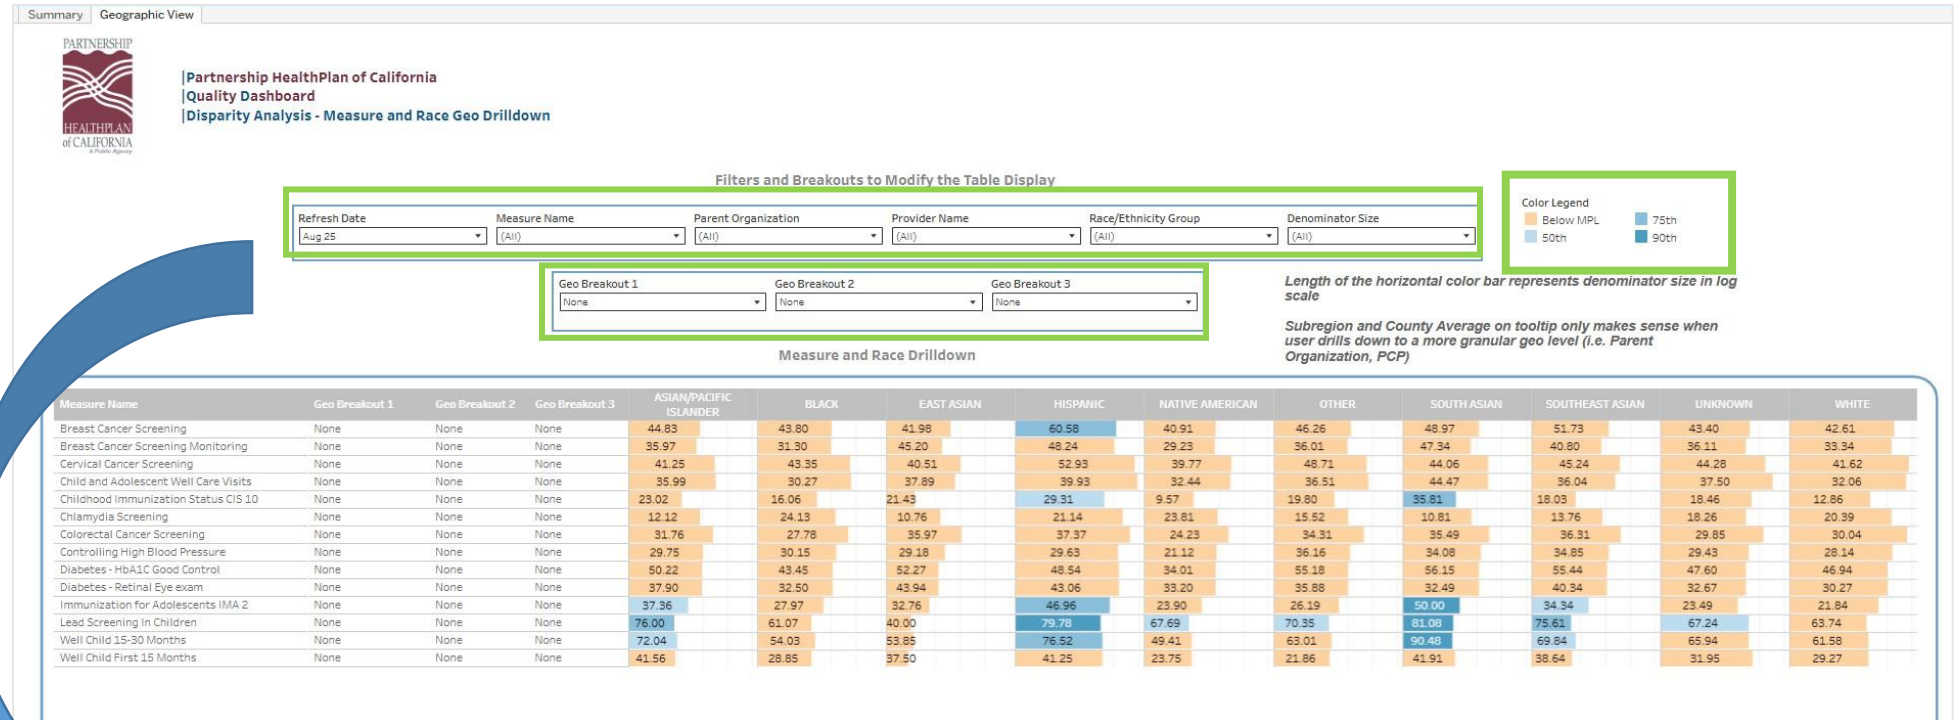 Summary Geographic View
PARTNERSHIP
HEALTHPLAN
of CALIFORNIA
A Public Agency
|Partnership HealthPlan of California
|Quality Dashboard
|Disparity Analysis - Measure and Race Geo Drilldown
Filters and Breakouts to Modify the Table Display
Refresh Date Measure Name Parent Organization Provider Name Race/Ethnicity Group Denominator Size
Aug 25 (All) (All) (All) (All) (All)
Color Legend
Below MPL 75th
50th 90th
Geo Breakout 1 Geo Breakout 2 Geo Breakout 3
None None None
Length of the horizontal color bar represents denominator size in log
scale
Subregion and County Average on tooltip only makes sense when
user drills down to a more granular geo level (i.e. Parent
Organization, PCP)
Measure and Race Drilldown
Measure Name Geo Breakout 1 Geo Breakout 2 Geo Breakout 3 ASIAN/PACIFIC ISLANDER BLACK EAST ASIAN HISPANIC NATIVE AMERICAN OTHER SOUTH ASIAN SOUTHEAST ASIAN UNKNOWN WHITE
Breast Cancer Screening None None None 44.83 43.80 41.98 60.58 40.91 46.26 48.97 51.73 43.40 42.61
Breast Cancer Screening Monitoring None None None 35.97 31.30 45.20 48.24 29.23 36.01 47.34 40.80 36.11 33.34
Cervical Cancer Screening None None None 41.25 43.35 40.51 52.93 39.77 48.71 44.06 45.24 44.28 41.62
Child and Adolescent Well Care Visits None None None 35.99 30.27 37.89 39.93 32.44 36.51 44.47 36.04 37.50 32.06
Childhood Immunization Status CIS 10 None None None 23.02 16.06 21.43 29.31 9.57 19.80 35.81 18.03 18.46 12.86
Chlamydia Screening None None None 12.12 24.13 10.76 21.14 23.81 15.52 10.81 13.76 18.26 20.39
Colorectal Cancer Screening None None None 31.76 27.78 35.97 37.37 24.23 34.31 35.49 36.31 29.85 30.04
Controlling High Blood Pressure None None None 29.75 30.15 29.18 29.63 21.12 36.16 34.08 34.85 29.43 28.14
Diabetes - HbA1C Good Control None None None 50.22 43.45 52.27 48.54 34.01 55.18 56.15 55.44 47.60 46.94
Diabetes - Retinal Eye exam None None None 37.90 32.50 43.94 43.06 33.20 35.88 32.49 40.34 32.67 30.27
Immunization for Adolescents IMA 2 None None None 37.36 27.97 32.76 46.96 23.90 26.19 50.00 34.34 23.49 21.84
Lead Screening In Children None None None 76.00 61.07 40.00 79.78 67.69 70.35 81.08 75.61 67.24 63.74
Well Child 15-30 Months None None None 72.04 54.03 53.85 76.52 49.41 63.01 90.48 69.84 65.94 61.58
Well Child First 15 Months None None None 41.56 28.85 37.50 41.25 23.75 21.86 41.91 38.64 31.95 29.27